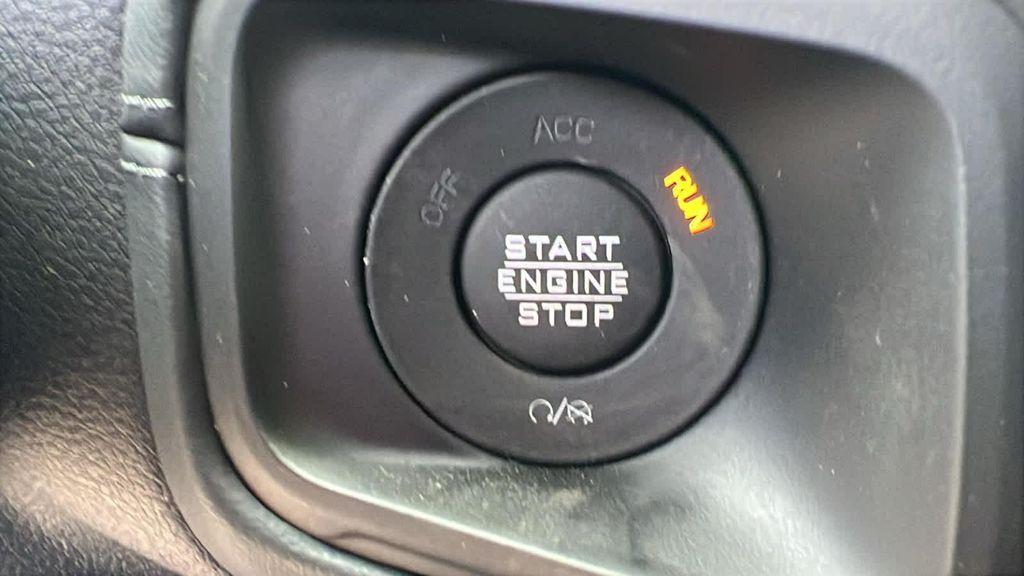 ACC
OFF
RUN
START
ENGINE
STOP